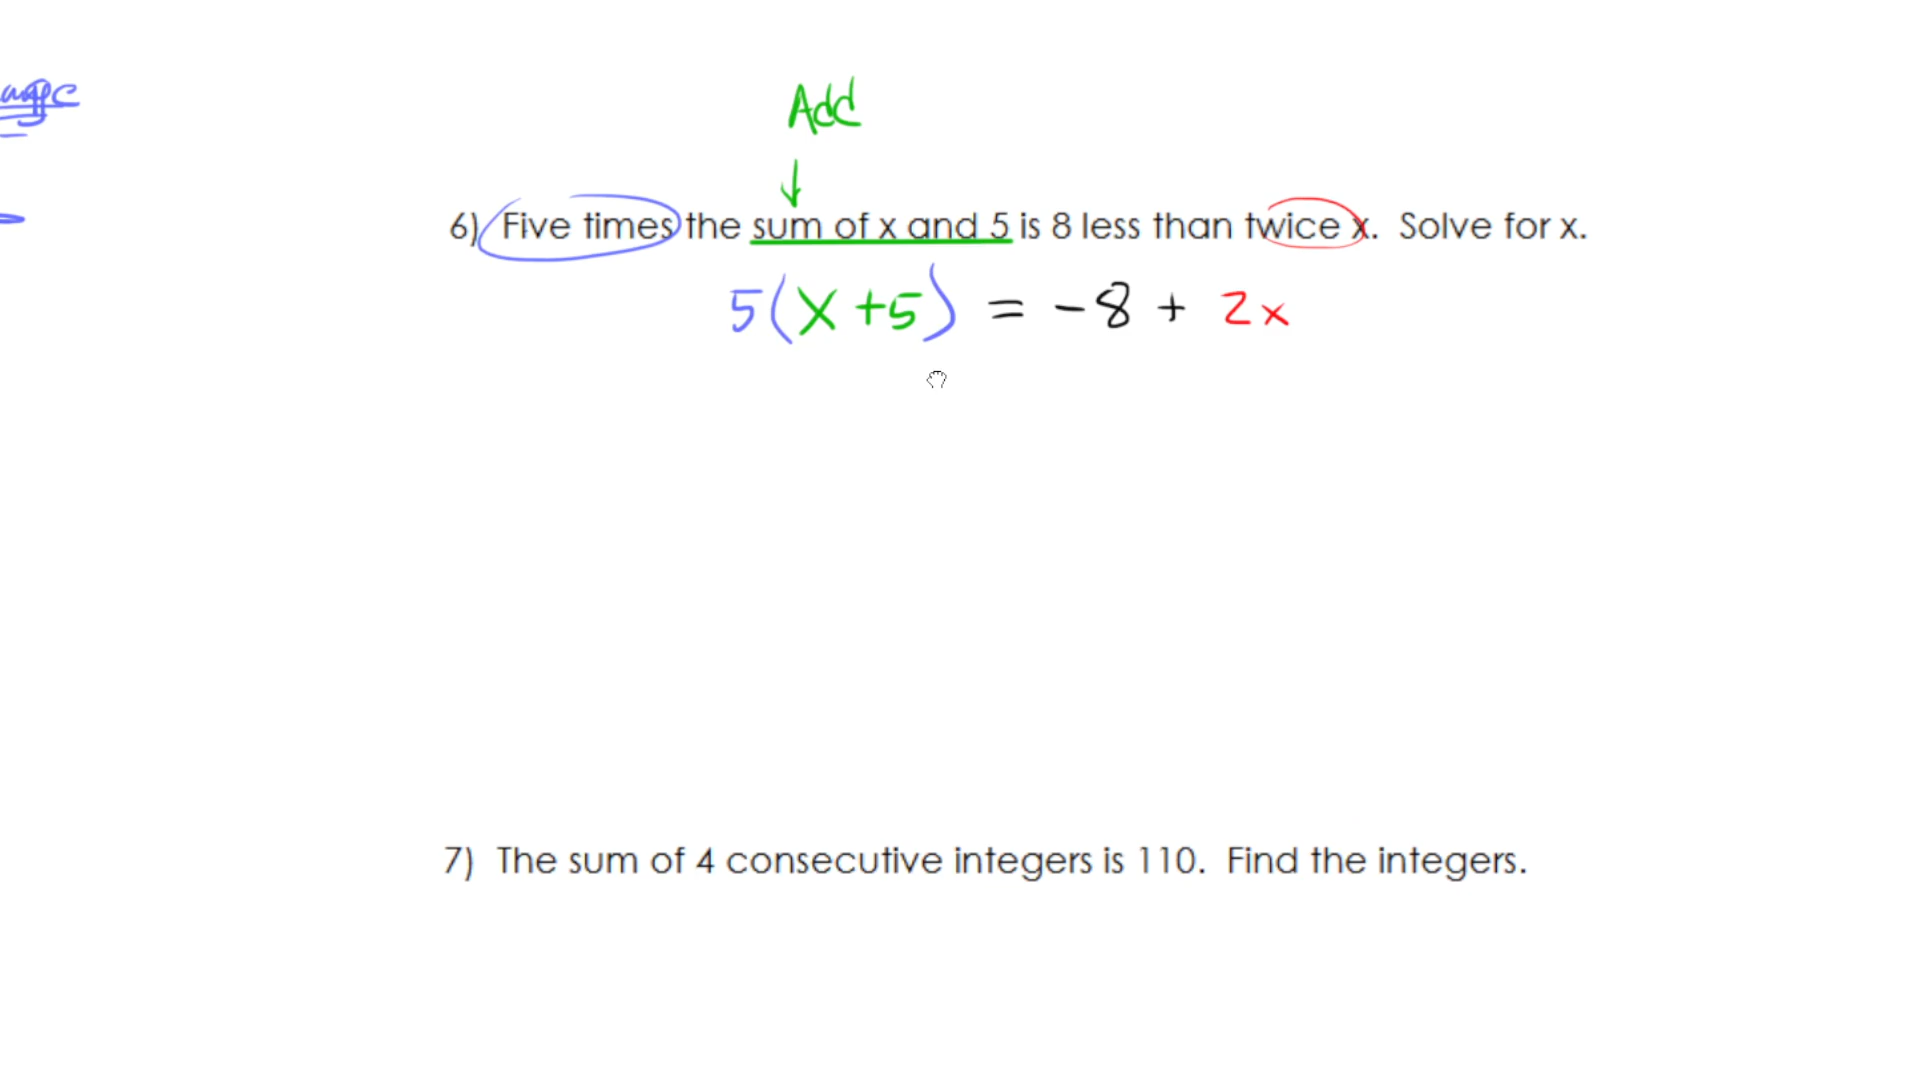 Add
6) Five times the sum of x and 5 is 8 less than twice x. Solve for x.
5(x+5) = -8 + 2x
7) The sum of 4 consecutive integers is 110. Find the integers.